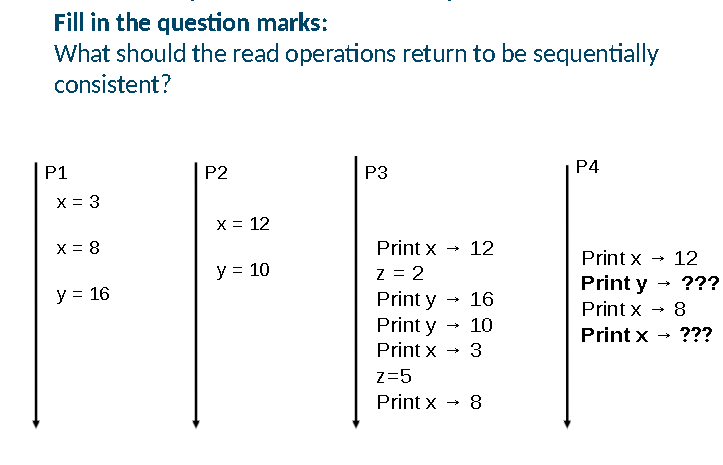 Fill in the question marks:
What should the read operations return to be sequentially
consistent?
P1
x = 3
x = 8
y = 16
P2
x = 12
y = 10
P3
Print x → 12
z = 2
Print y → 16
Print y → 10
Print x → 3
z=5
Print x → 8
P4
Print x → 12
Print y → ???
Print x → 8
Print x → ???